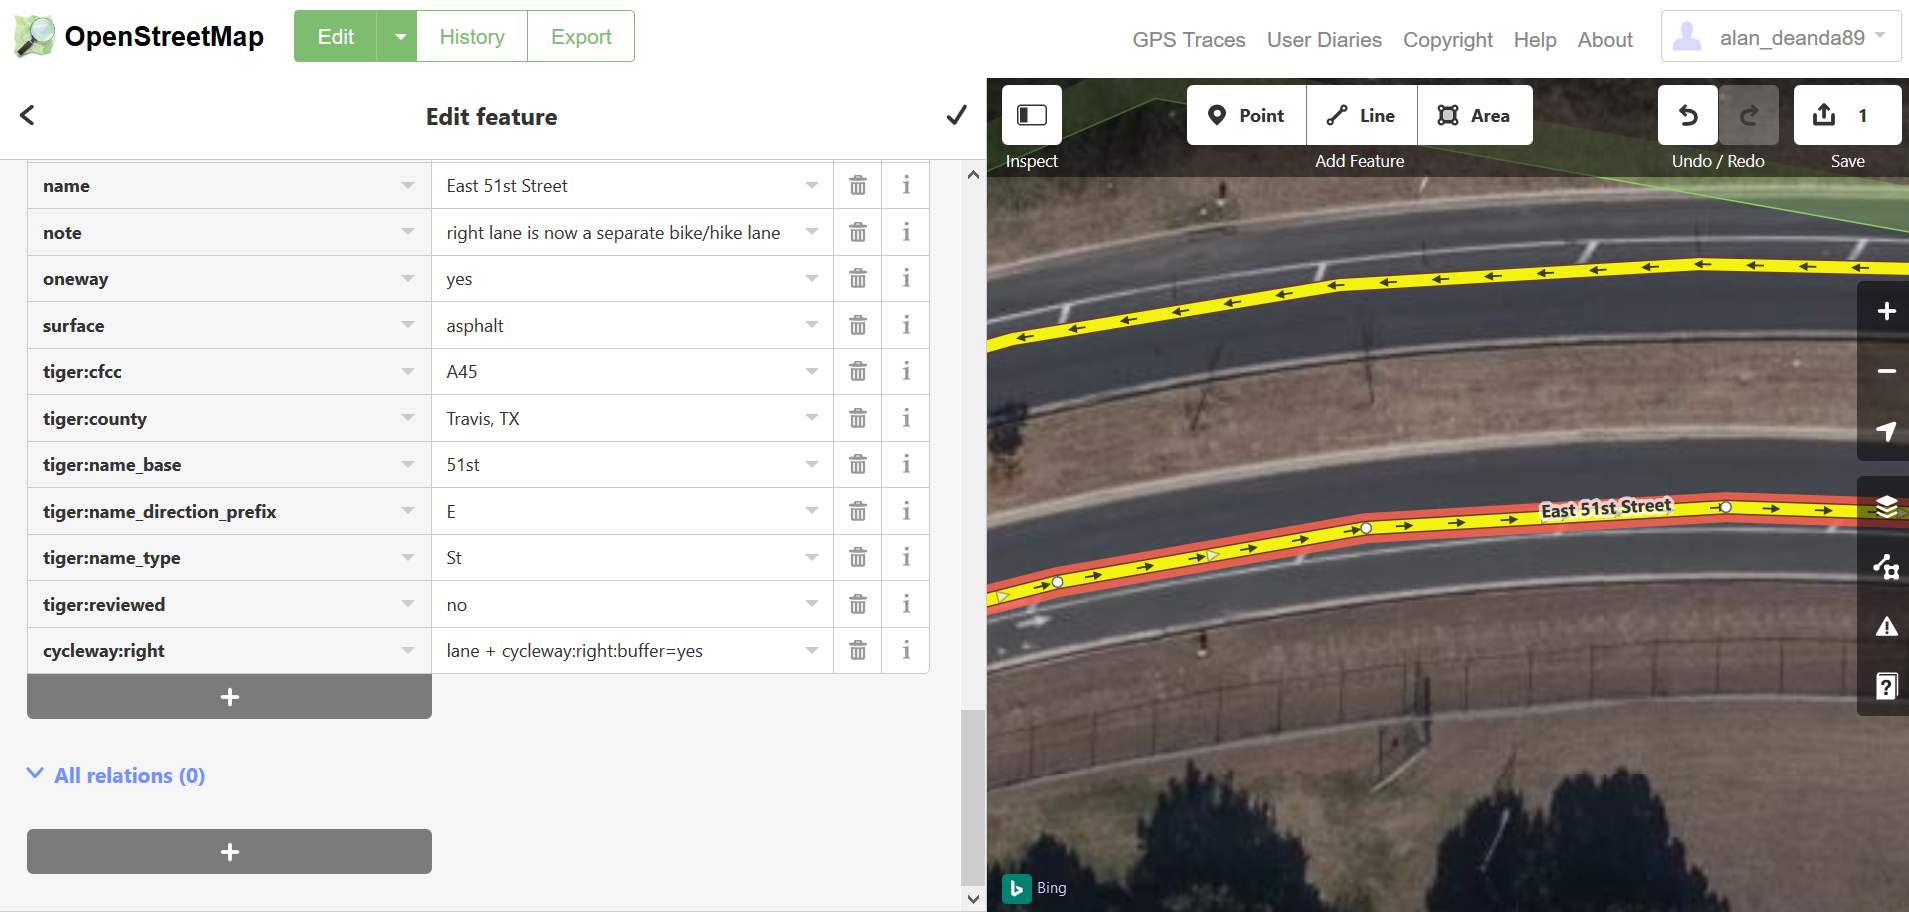 OpenStreetMap
Edit
History
Export
GPS Traces
User Diaries
Copyright
Help
About
alan_deanda89
Edit feature
name
East 51st Street
note
right lane is now a separate bike/hike lane
oneway
yes
surface
asphalt
tiger:cfcc
A45
tiger:county
Travis, TX
tiger:name_base
51st
tiger:name_direction_prefix
E
tiger:name_type
St
tiger:reviewed
no
cycleway:right
lane + cycleway:right:buffer=yes
+
All relations (0)
+
Inspect
Point
Line
Area
Add Feature
Undo / Redo
1
Save
East 51st Street
Bing